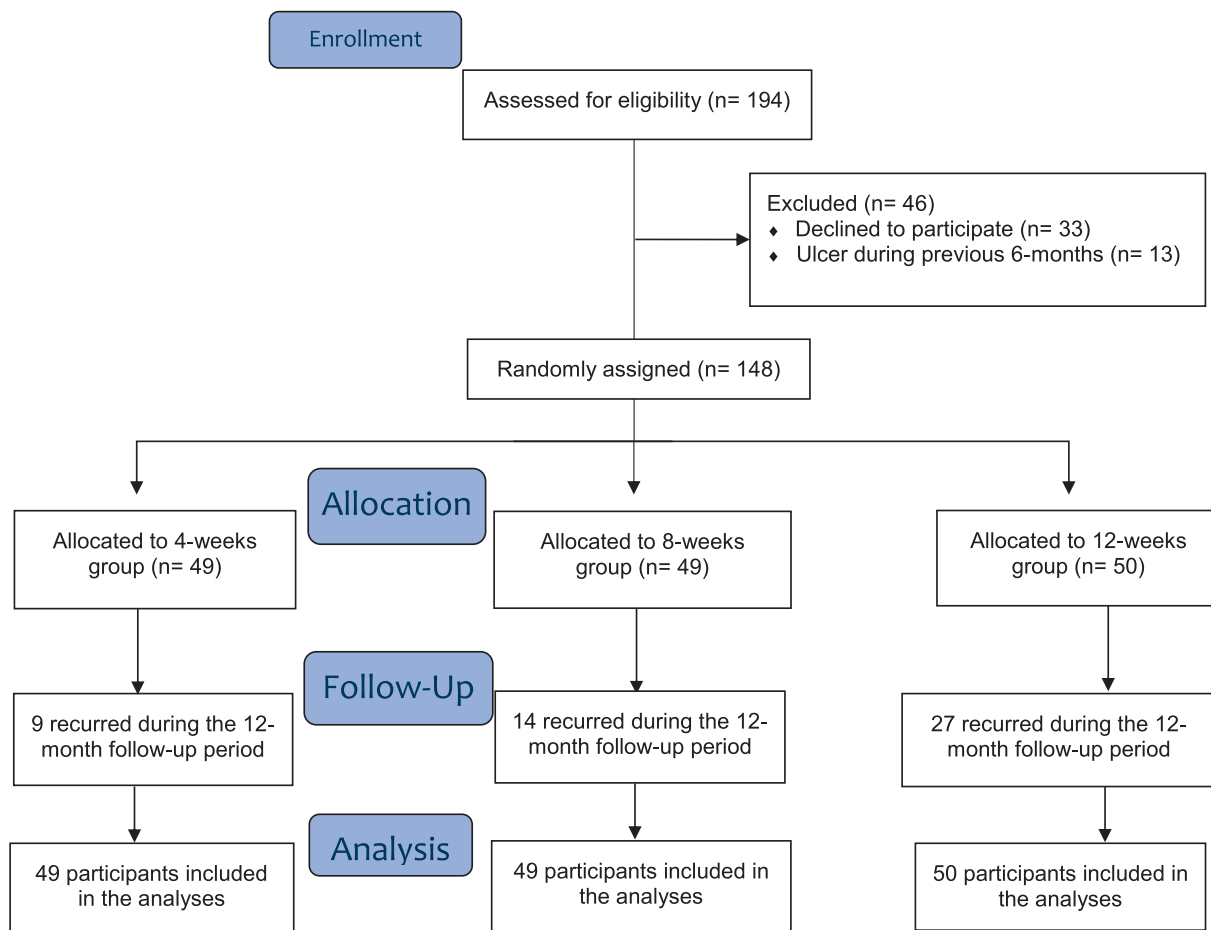 Enrollment
Assessed for eligibility (n= 194)
Excluded (n= 46)
♦ Declined to participate (n= 33)
♦ Ulcer during previous 6-months (n= 13)
Randomly assigned (n= 148)
Allocation
Allocated to 4-weeks
group (n= 49)
Allocated to 8-weeks
group (n= 49)
Allocated to 12-weeks
group (n= 50)
Follow-Up
9 recurred during the 12-
month follow-up period
14 recurred during the 12-
month follow-up period
27 recurred during the 12-
month follow-up period
Analysis
49 participants included
in the analyses
49 participants included in
the analyses
50 participants included in
the analyses